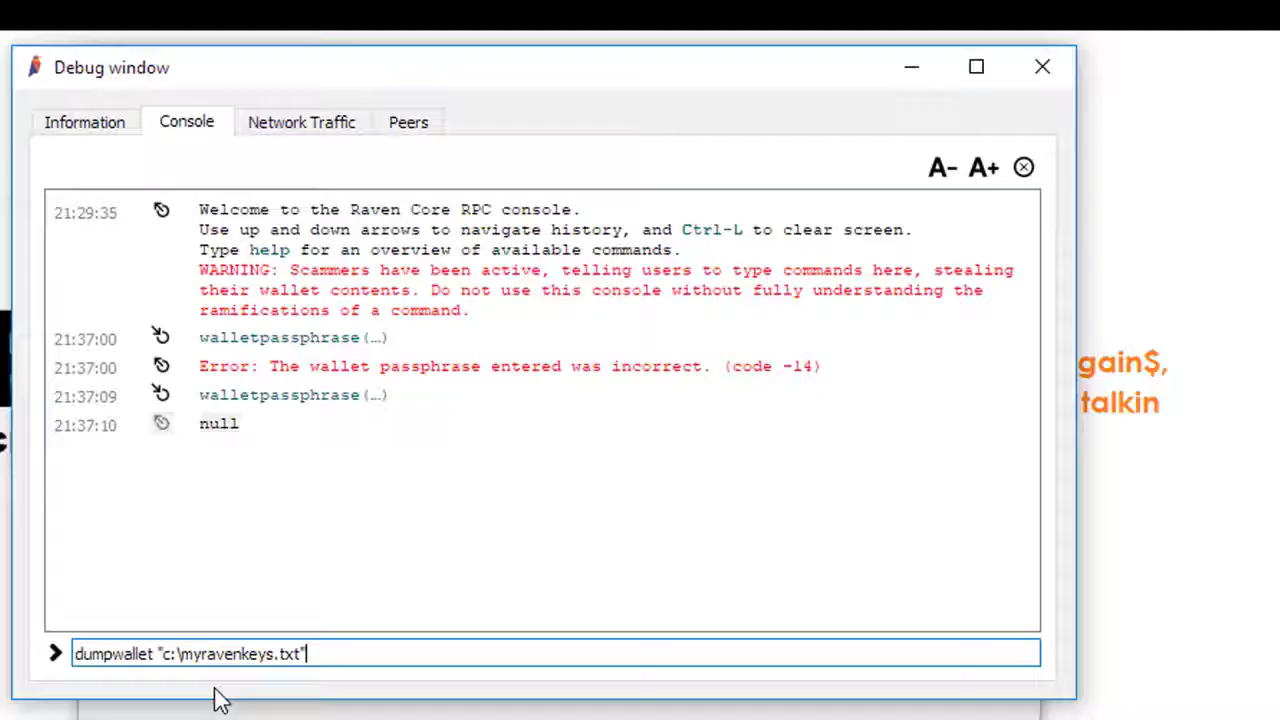 Debug window
Information Console Network Traffic Peers
A- A+
21:29:35 Welcome to the Raven Core RPC console.
Use up and down arrows to navigate history, and Ctrl-L to clear screen.
Type help for an overview of available commands.
WARNING: Scammers have been active, telling users to type commands here, stealing
their wallet contents. Do not use this console without fully understanding the
ramifications of a command.
21:37:00 walletpassphrase(…)
21:37:00 Error: The wallet passphrase entered was incorrect. (code -14)
21:37:09 walletpassphrase(…)
21:37:10 null
dumpwallet "c:\myravenkeys.txt"
gain$,
talkin